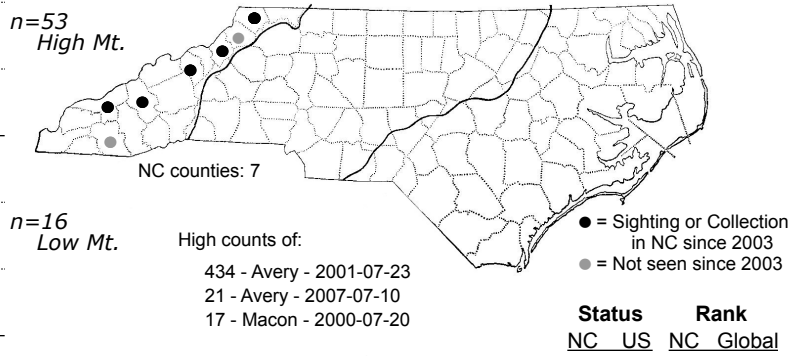 n=53
High Mt.
NC counties: 7
n=16
Low Mt.
High counts of:
434 - Avery - 2001-07-23
21 - Avery - 2007-07-10
17 - Macon - 2000-07-20
= Sighting or Collection
in NC since 2003
= Not seen since 2003
Status Rank
NC US NC Global